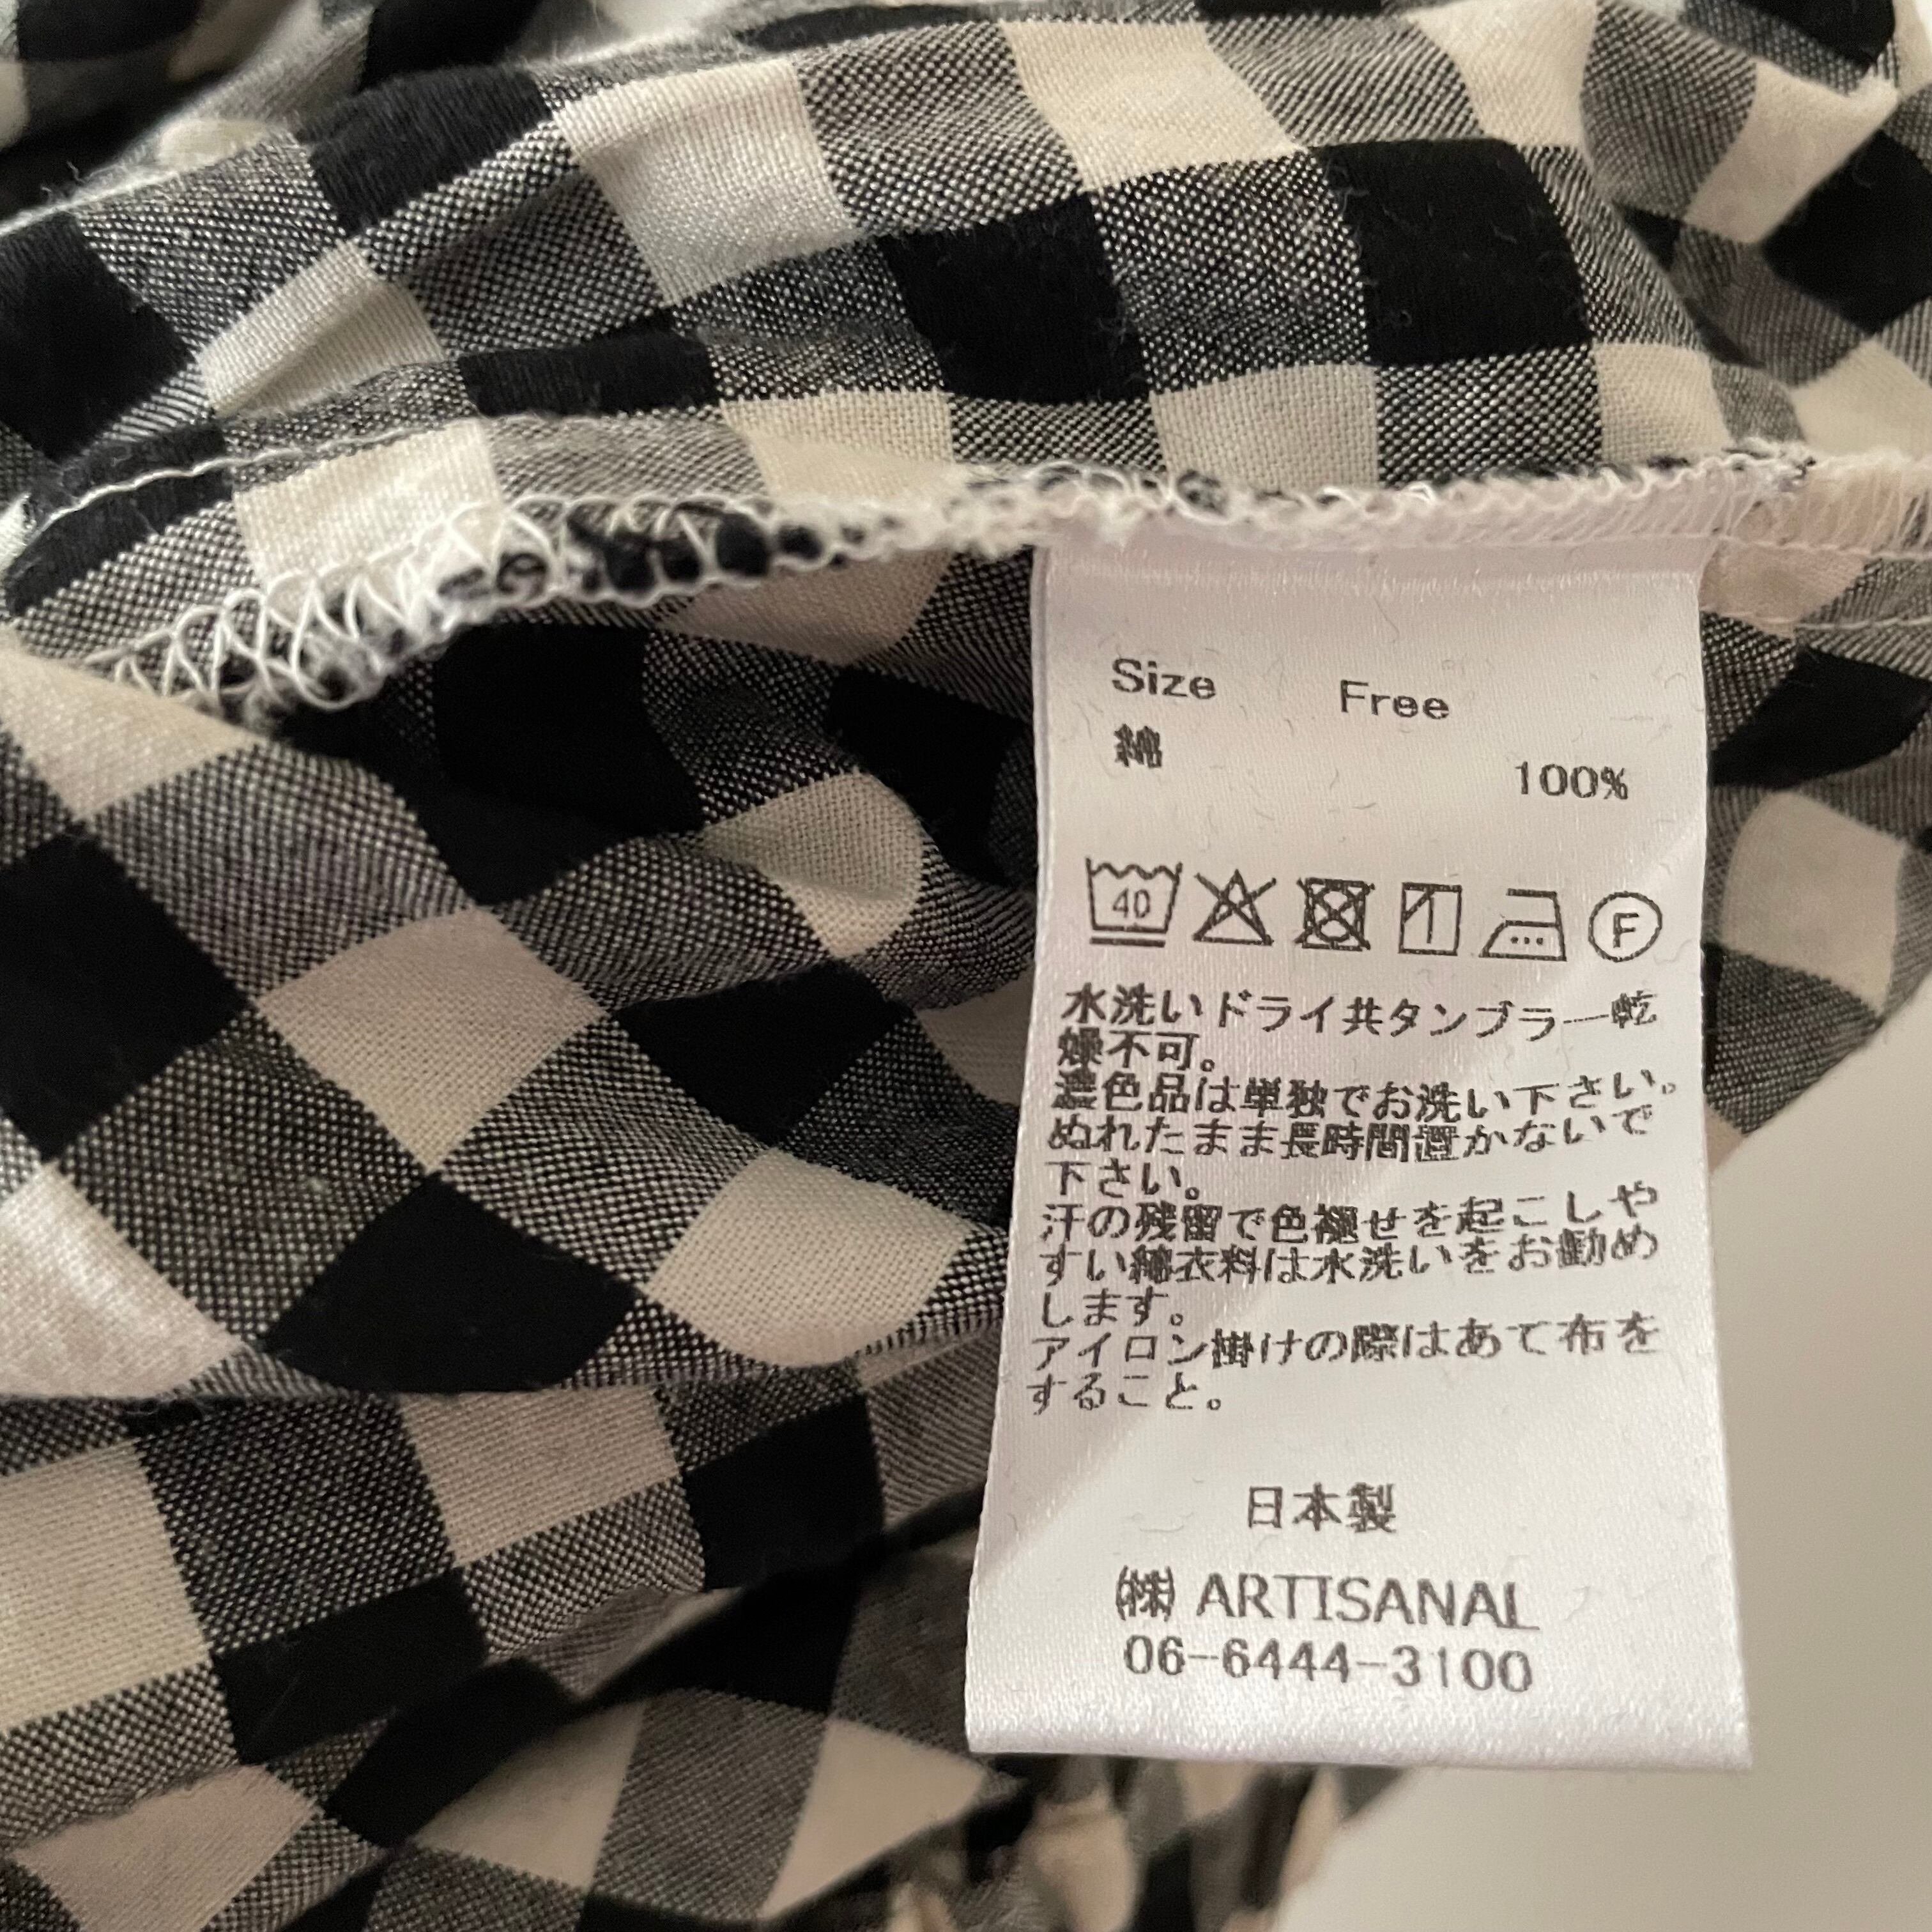 Size Free
綿 100%
40 F
水洗いドライ共タンブラー乾
燥不可。
濃色品は単独でお洗い下さい。
ぬれたまま長時間置かないで
下さい。
汗の残留で色褪せを起こしや
すい綿衣料は水洗いをお勧め
します。
アイロン掛けの際はあて布を
すること。
日本製
㈱ ARTISANAL
06-6444-3100